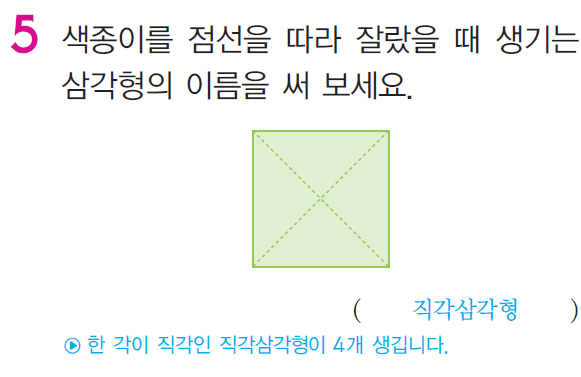 5 색종이를 점선을 따라 잘랐을 때 생기는
삼각형의 이름을 써 보세요.
( 직각삼각형 )
▶ 한 각이 직각인 직각삼각형이 4개 생깁니다.